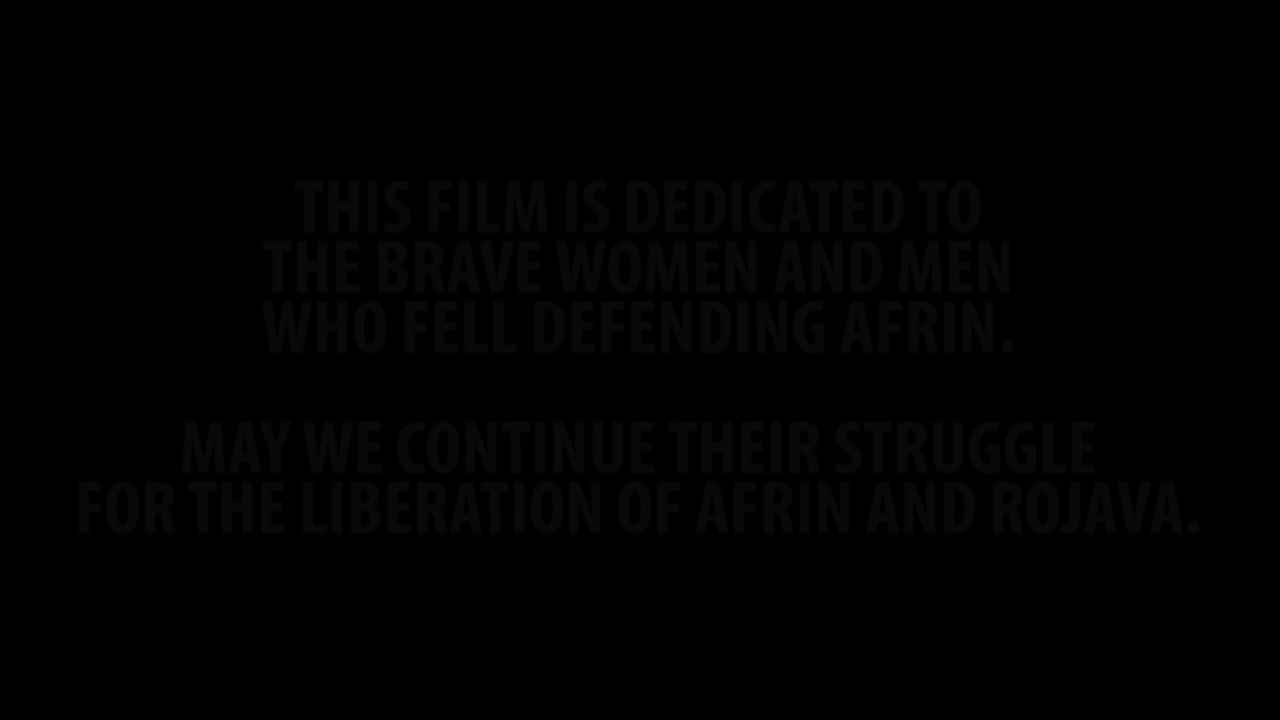 THIS FILM IS DEDICATED TO
THE BRAVE WOMEN AND MEN
WHO FELL DEFENDING AFRIN.
MAY WE CONTINUE THEIR STRUGGLE
FOR THE LIBERATION OF AFRIN AND ROJAVA.